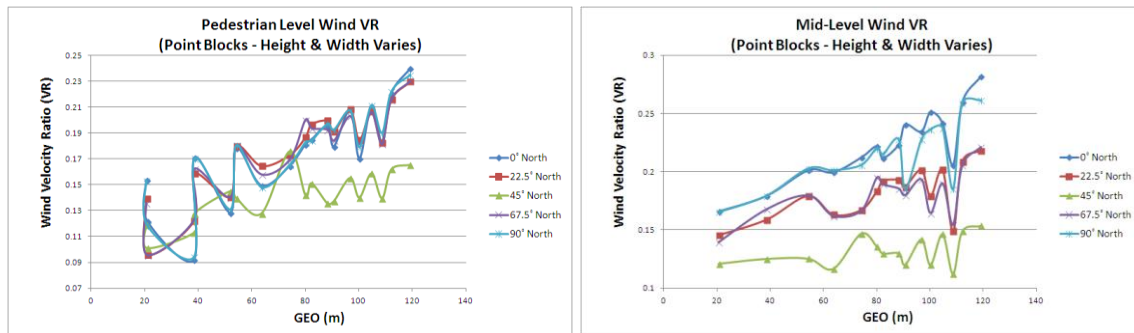 Pedestrian Level Wind VR
(Point Blocks - Height & Width Varies)
Wind Velocity Ratio (VR)
0.25
0.23
0.21
0.19
0.17
0.15
0.13
0.11
0.09
0.07
0
20
40
60
80
100
120
140
GEO (m)
0˚ North
22.5˚ North
45˚ North
67.5˚ North
90˚ North
Mid-Level Wind VR
(Point Blocks - Height & Width Varies)
Wind Velocity Ratio (VR)
0.3
0.25
0.2
0.15
0.1
0
20
40
60
80
100
120
140
GEO (m)
0˚ North
22.5˚ North
45˚ North
67.5˚ North
90˚ North